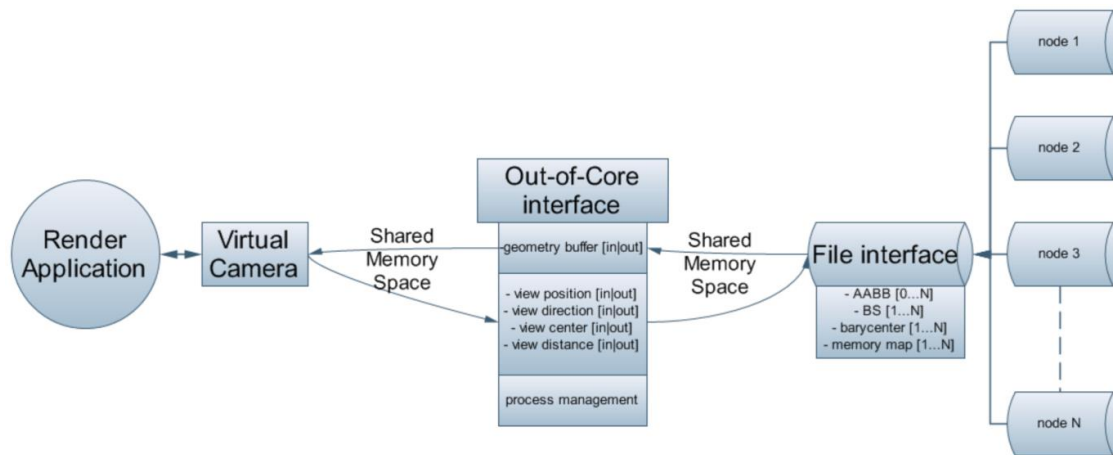 Render
Application
Virtual
Camera
Shared
Memory
Space
Out-of-Core
interface
-geometry buffer [in|out]
- view position [in|out]
- view direction [in|out]
- view center [in|out]
- view distance [in|out]
process management
Shared
Memory
Space
File interface
- AABB [0...N]
- BS [1...N]
- barycenter [1...N]
- memory map [1...N]
node 1
node 2
node 3
node N